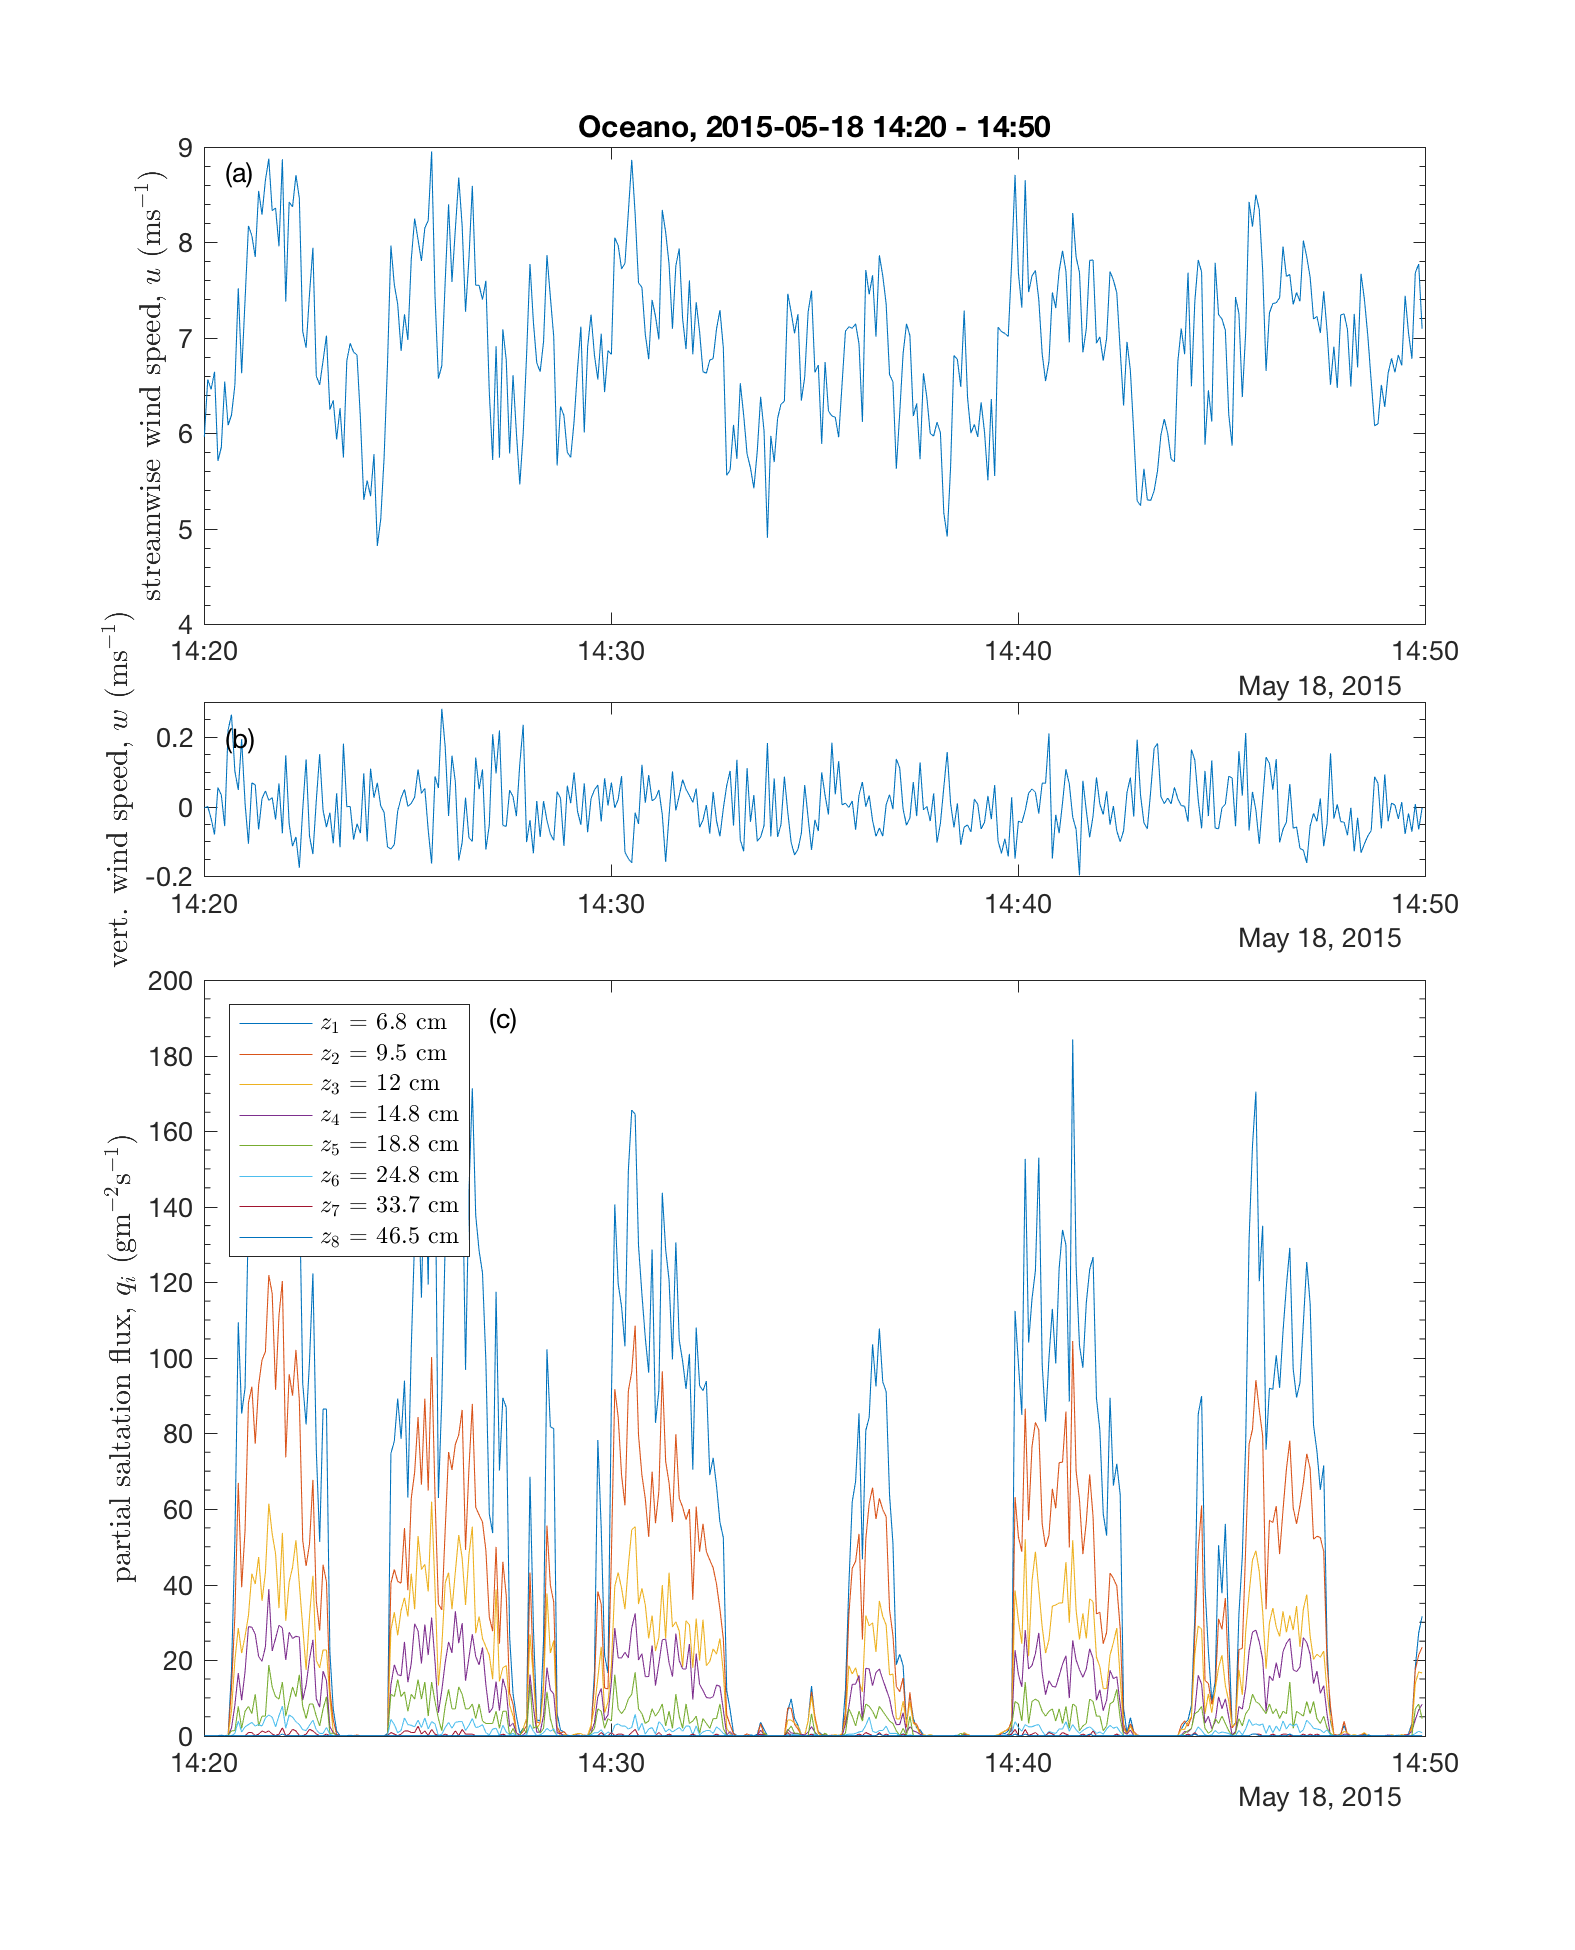 Oceano, 2015-05-18 14:20 - 14:50
(a)
streamwise wind speed, u (ms⁻¹)
9
8
7
6
5
4
14:20 14:30 14:40 14:50
May 18, 2015
(b)
vert. wind speed, w (ms⁻¹)
0.2
0
-0.2
14:20 14:30 14:40 14:50
May 18, 2015
(c)
partial saltation flux, qᵢ (gm⁻²s⁻¹)
200
180
160
140
120
100
80
60
40
20
0
z₁ = 6.8 cm
z₂ = 9.5 cm
z₃ = 12 cm
z₄ = 14.8 cm
z₅ = 18.8 cm
z₆ = 24.8 cm
z₇ = 33.7 cm
z₈ = 46.5 cm
14:20 14:30 14:40 14:50
May 18, 2015